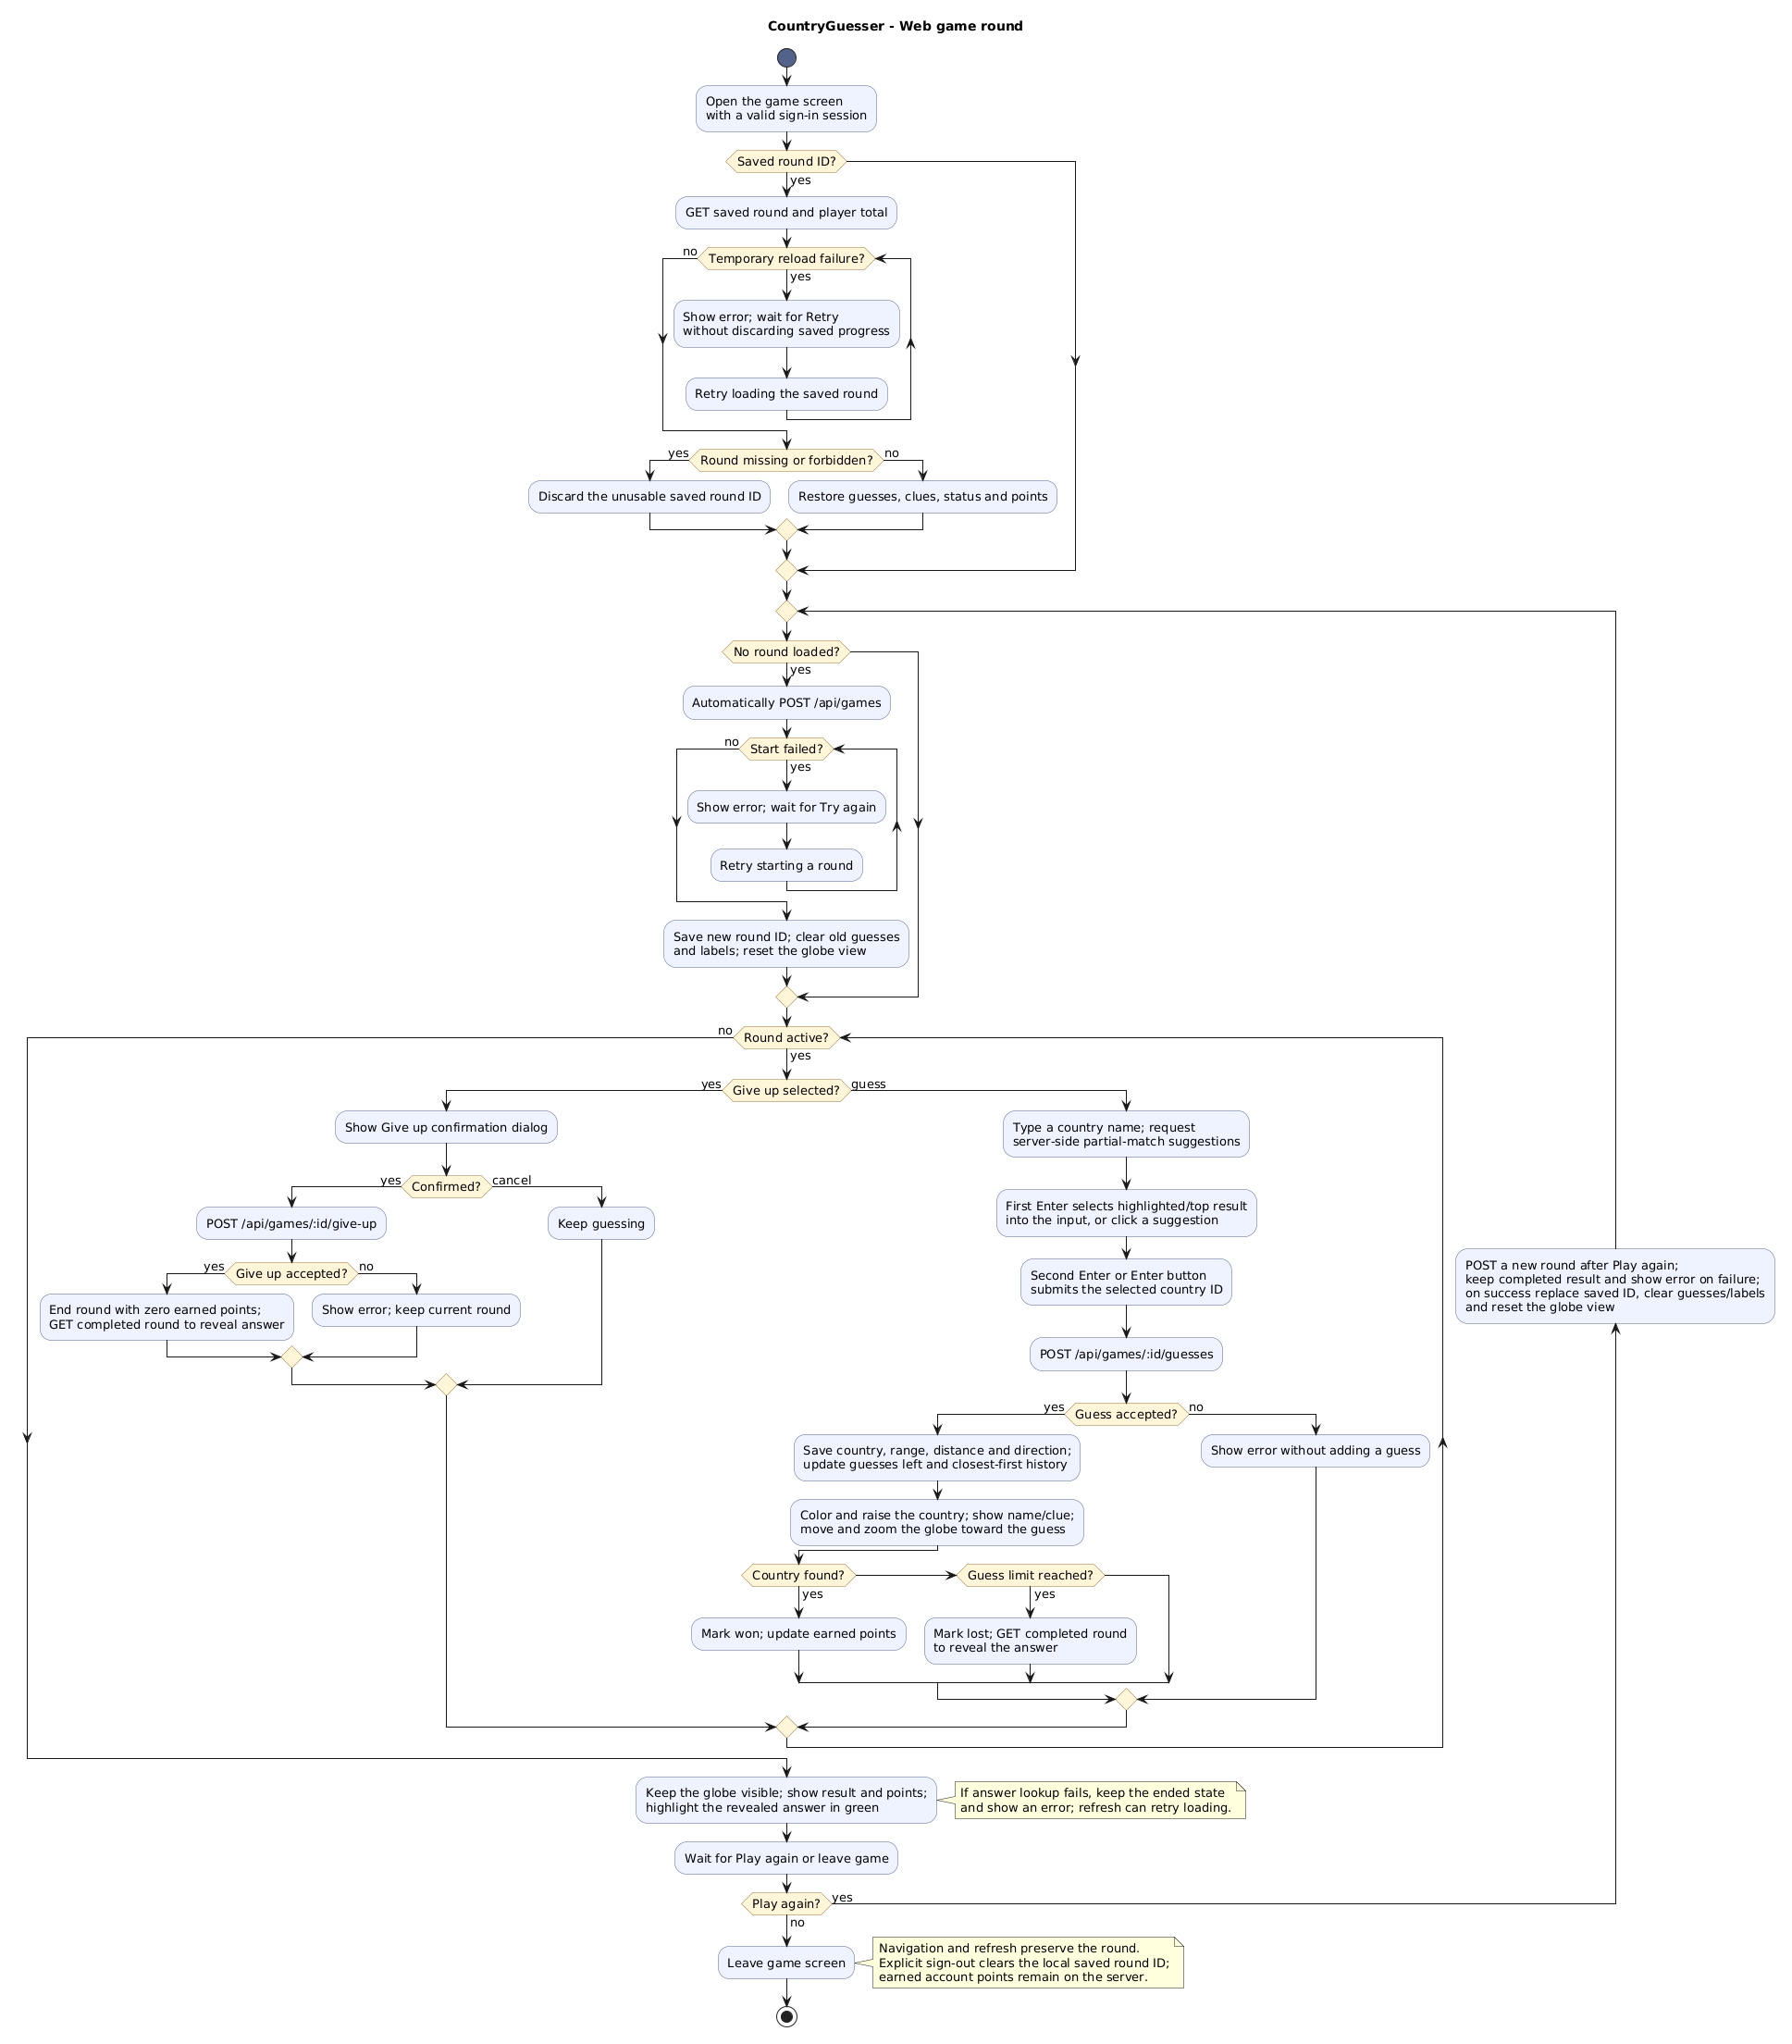 CountryGuesser - Web game round
Open the game screen
with a valid sign-in session
Saved round ID?
yes
GET saved round and player total
no
Temporary reload failure?
yes
Show error; wait for Retry
without discarding saved progress
Retry loading the saved round
yes
Round missing or forbidden?
no
Discard the unusable saved round ID
Restore guesses, clues, status and points
No round loaded?
yes
Automatically POST /api/games
no
Start failed?
yes
Show error; wait for Try again
Retry starting a round
Save new round ID; clear old guesses
and labels; reset the globe view
no
Round active?
yes
yes
Give up selected?
guess
Show Give up confirmation dialog
yes
Confirmed?
cancel
POST /api/games/:id/give-up
Keep guessing
yes
Give up accepted?
no
End round with zero earned points;
GET completed round to reveal answer
Show error; keep current round
Type a country name; request
server-side partial-match suggestions
First Enter selects highlighted/top result
into the input, or click a suggestion
Second Enter or Enter button
submits the selected country ID
POST /api/games/:id/guesses
yes
Guess accepted?
no
Save country, range, distance and direction;
update guesses left and closest-first history
Show error without adding a guess
Color and raise the country; show name/clue;
move and zoom the globe toward the guess
Country found?
yes
Guess limit reached?
yes
Mark won; update earned points
Mark lost; GET completed round
to reveal the answer
POST a new round after Play again;
keep completed result and show error on failure;
on success replace saved ID, clear guesses/labels
and reset the globe view
Keep the globe visible; show result and points;
highlight the revealed answer in green
If answer lookup fails, keep the ended state
and show an error; refresh can retry loading.
Wait for Play again or leave game
Play again?
yes
no
Leave game screen
Navigation and refresh preserve the round.
Explicit sign-out clears the local saved round ID;
earned account points remain on the server.